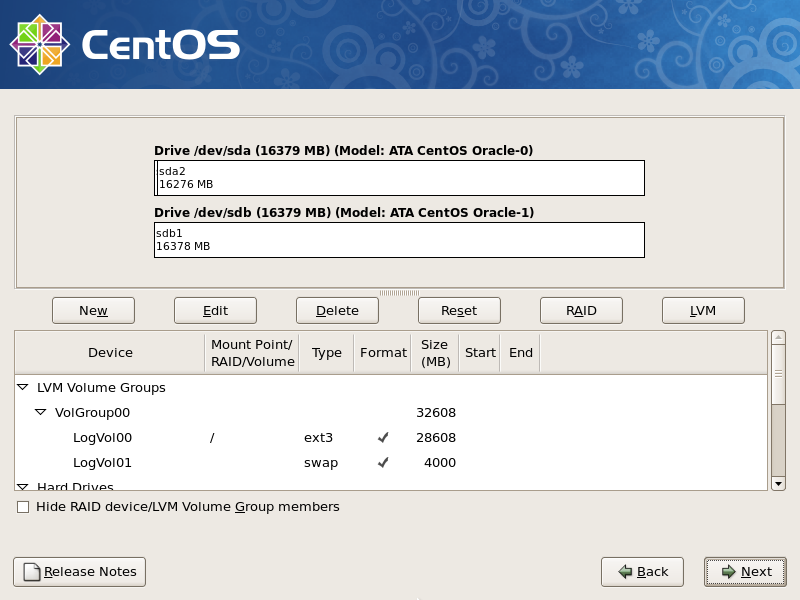 CentOS
Drive /dev/sda (16379 MB) (Model: ATA CentOS Oracle-0)
sda2
16276 MB
Drive /dev/sdb (16379 MB) (Model: ATA CentOS Oracle-1)
sdb1
16378 MB
New Edit Delete Reset RAID LVM
Device Mount Point/ RAID/Volume Type Format Size (MB) Start End
LVM Volume Groups
VolGroup00 32608
LogVol00 / ext3 28608
LogVol01 swap 4000
Hard Drives
Hide RAID device/LVM Volume Group members
Release Notes Back Next